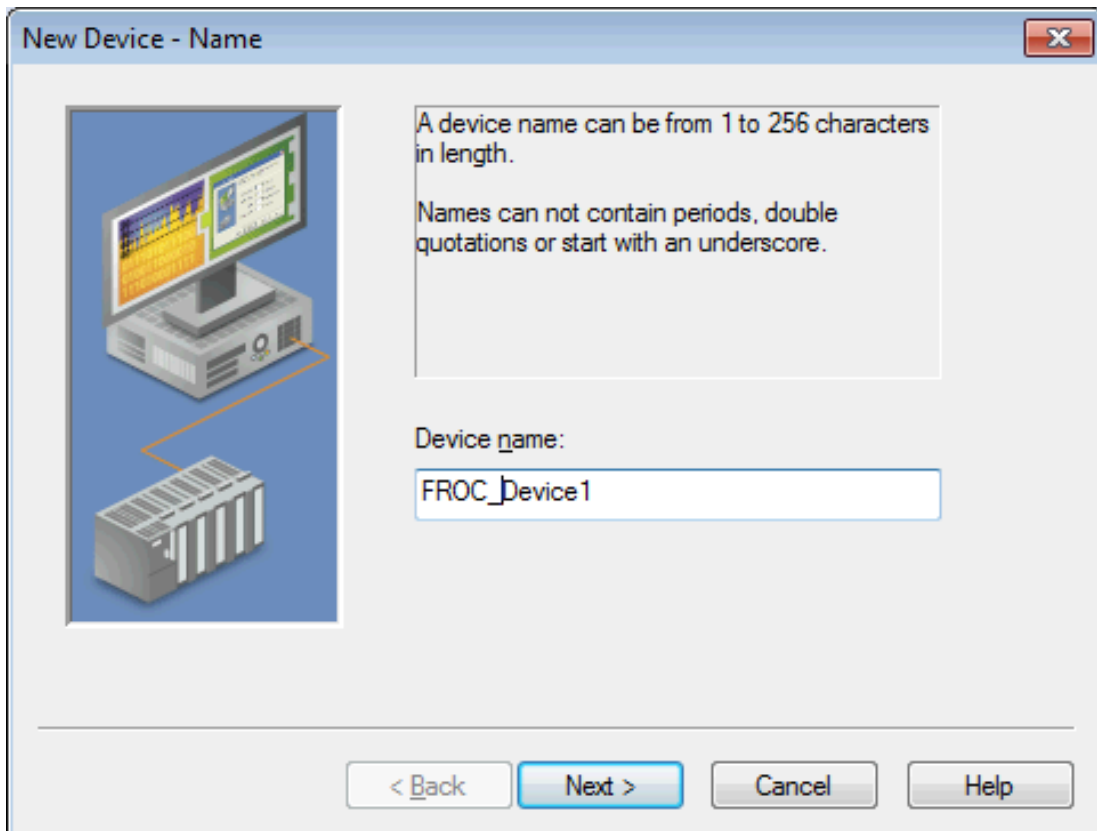 New Device - Name
A device name can be from 1 to 256 characters
in length.
Names can not contain periods, double
quotations or start with an underscore.
Device name:
FROC_Device1
< Back
Next >
Cancel
Help